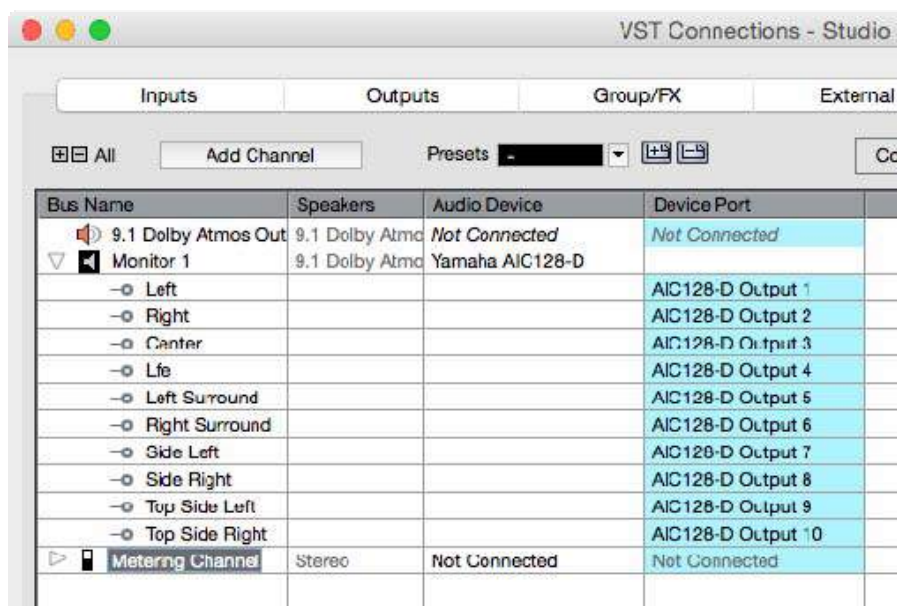 VST Connections - Studio
Inputs Outputs Group/FX External
All Add Channel Presets - Co
Bus Name Speakers Audio Device Device Port
9.1 Dolby Atmos Out 9.1 Dolby Atmo Not Connected Not Connected
Monitor 1 9.1 Dolby Atmo Yamaha AIC128-D
Left AIC128-D Output 1
Right AIC128-D Output 2
Center AIC128-D Output 3
Lfe AIC128-D Output 4
Left Surround AIC128-D Output 5
Right Surround AIC128-D Output 6
Side Left AIC128-D Output 7
Side Right AIC128-D Output 8
Top Side Left AIC128-D Output 9
Top Side Right AIC128-D Output 10
Metering Channel Stereo Not Connected Not Connected